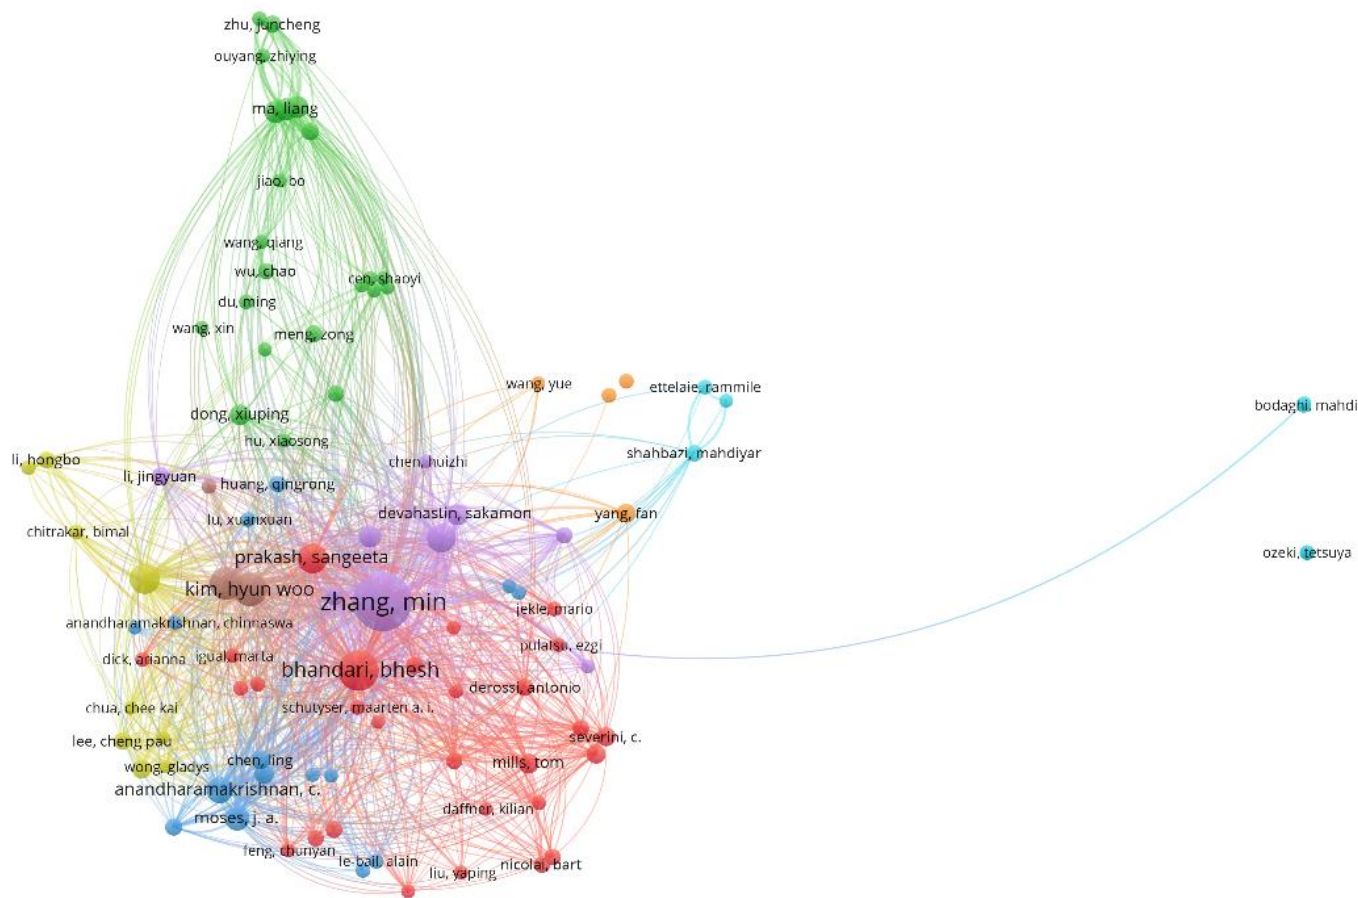 zhu, juncheng
ouyang, zhiying
ma, liang
jiao, bo
wang, qiang
wu, chao
cen, shaoyi
du, ming
wang, xin
meng, zong
wang, yue
ettelaie, rammile
bodaghi, mahdi
dong, xiuping
hu, xiaosong
shahbazi, mahdiyar
li, hongbo
chen, huizhi
li, jingyuan
huang, qingrong
devahastin, sakamon
yang, fan
lu, xuanxuan
chitrakar, bimal
ozeki, tetsuya
prakash, sangeeta
kim, hyun woo
zhang, min
jekle, mario
anandharamakrishnan, chinnaswa
pulatsu, ezgi
igual, marta
dick, arianna
bhandari, bhesh
derossi, antonio
schutyser, maarten a. i.
chua, chee kai
severini, c.
lee, cheng pau
chen, ling
mills, tom
wong, gladys
anandharamakrishnan, c.
daffner, kilian
moses, j. a.
feng, chunyan
le-bail, alain
nicolai, bart
liu, yaping